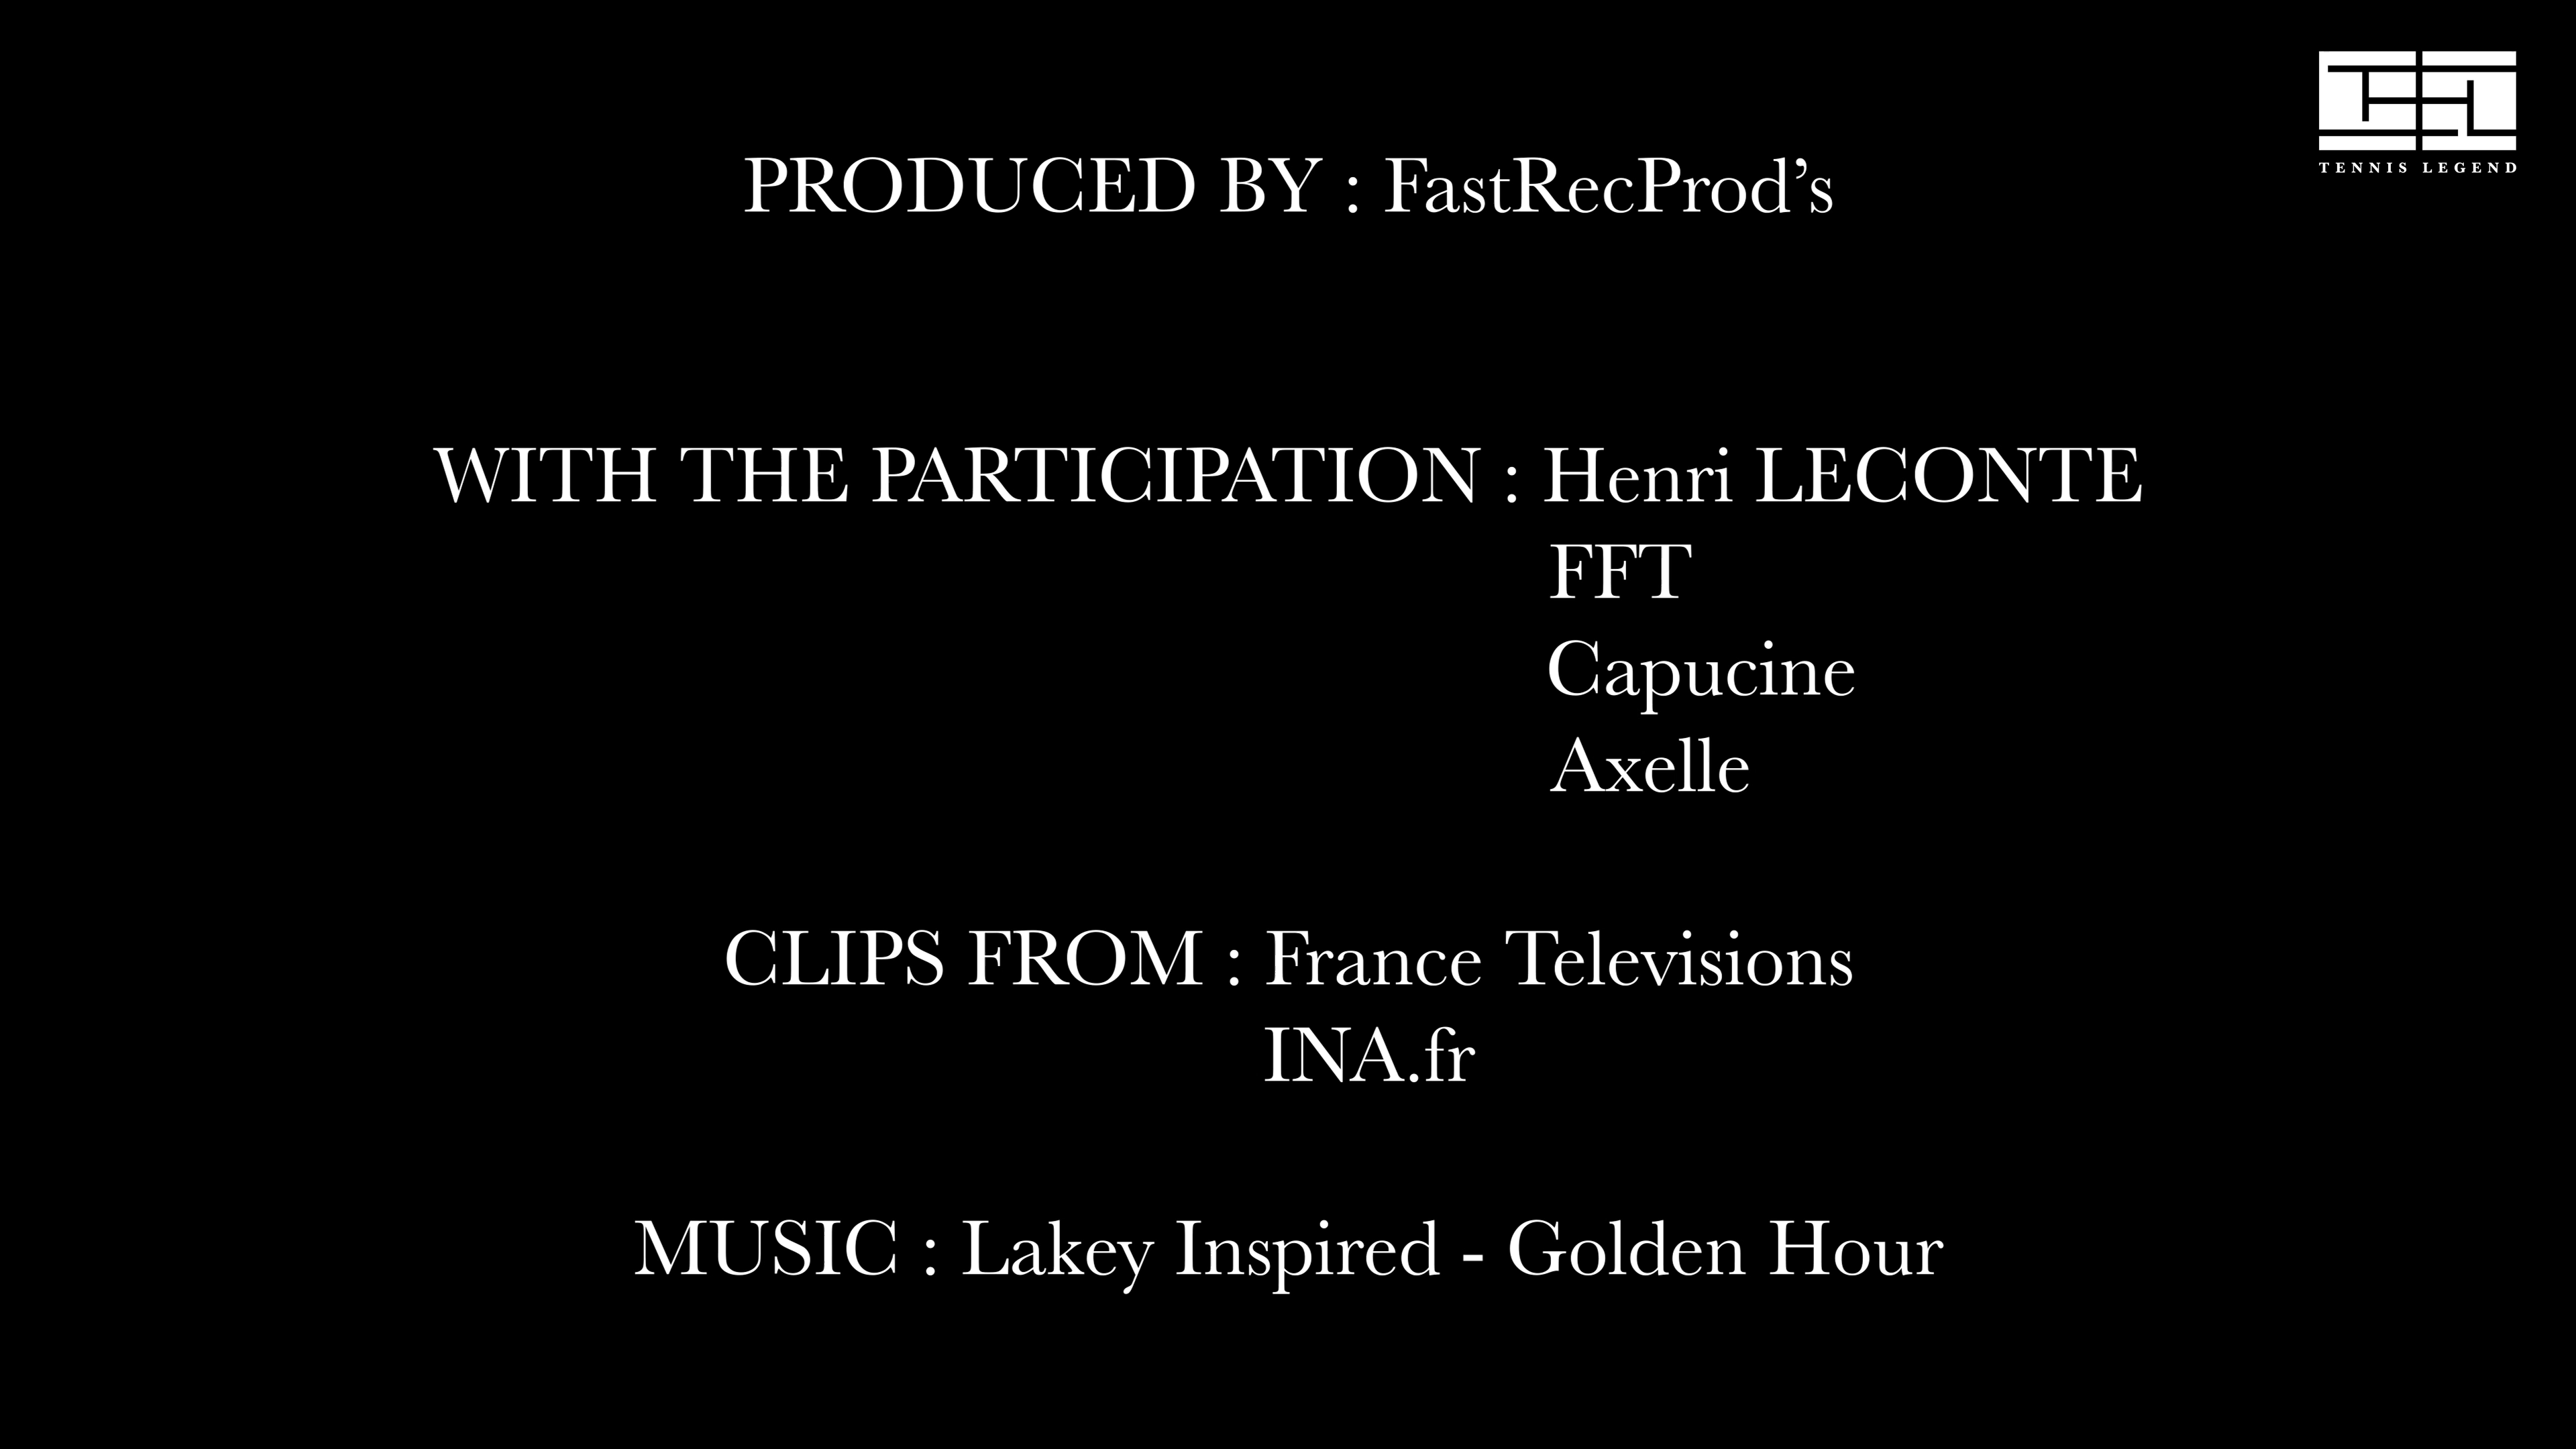 TENNIS LEGEND
PRODUCED BY : FastRecProd’s
WITH THE PARTICIPATION : Henri LECONTE
FFT
Capucine
Axelle
CLIPS FROM : France Televisions
INA.fr
MUSIC : Lakey Inspired - Golden Hour